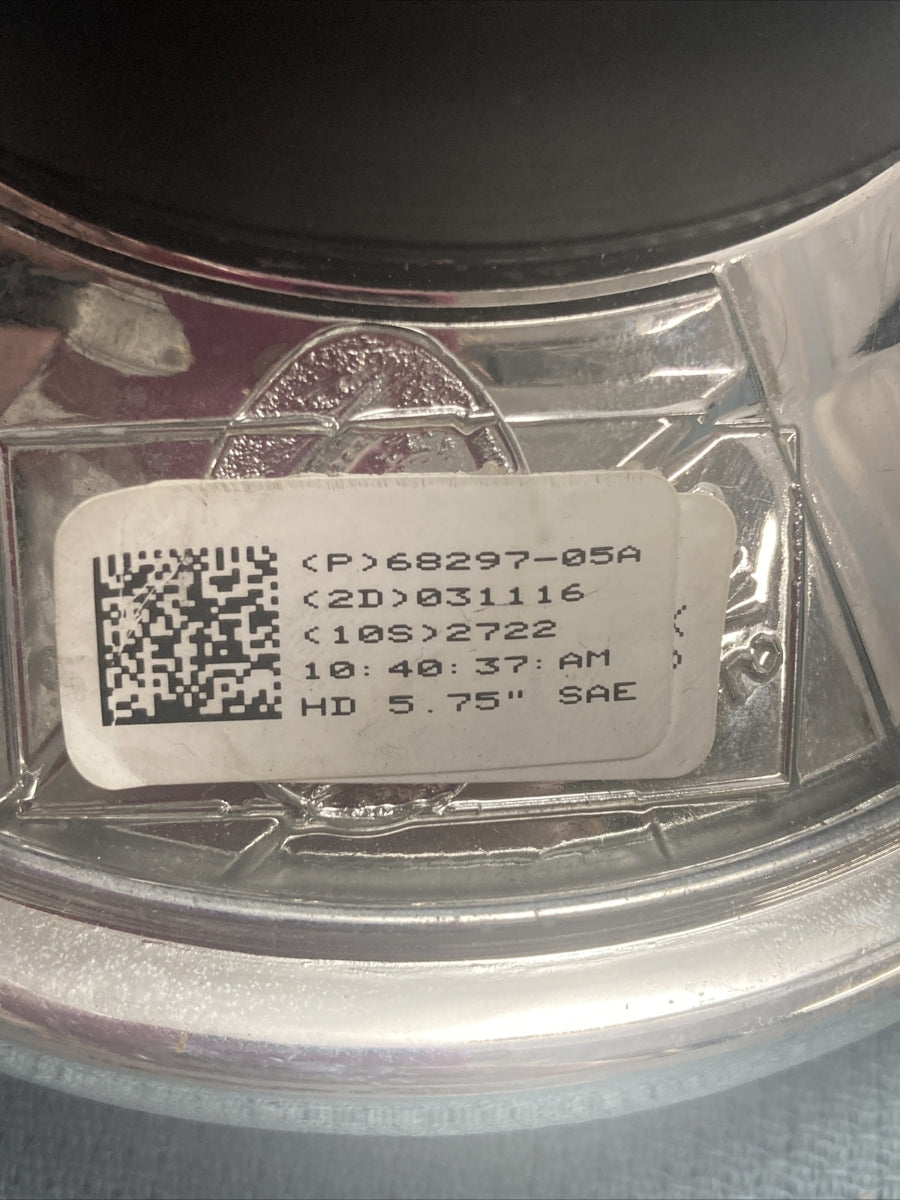 (P)68297-05A
(2D)031116
(10S)2722
10:40:37:AM
HD 5.75" SAE